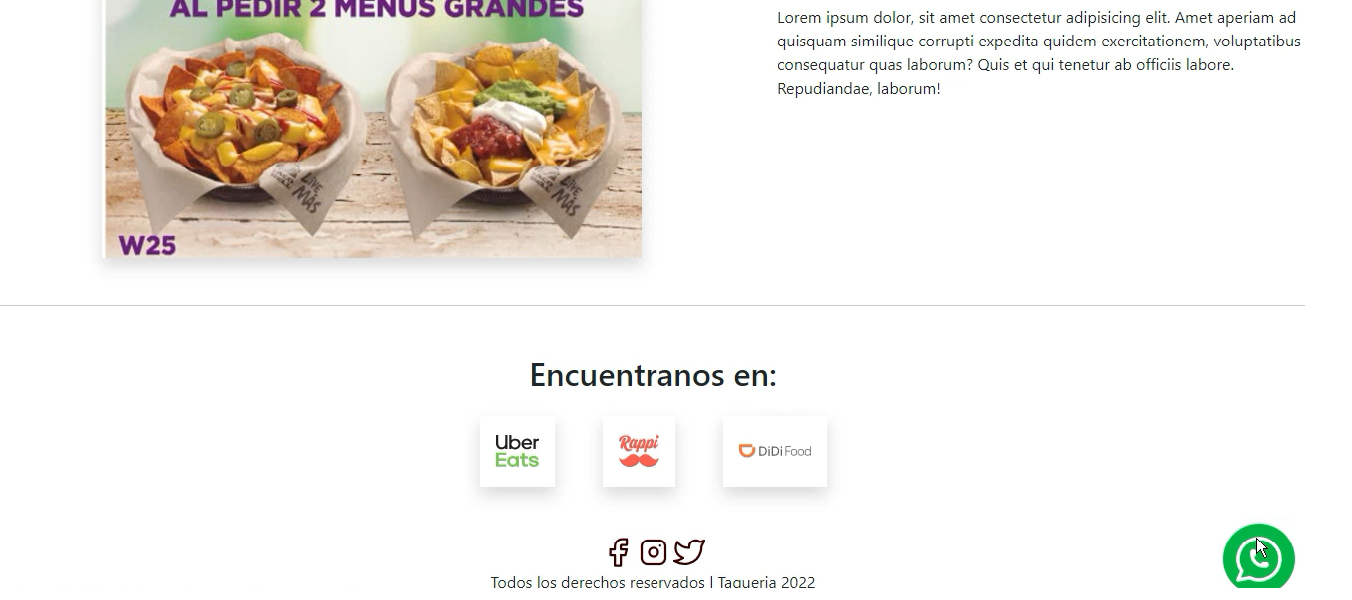 AL PEDIR 2 MENÚS GRANDES
Lorem ipsum dolor, sit amet consectetur adipisicing elit. Amet aperiam ad
quisquam similique corrupti expedita quidem exercitationem, voluptatibus
consequatur quas laborum? Quis et qui tenetur ab officiis labore.
Repudiandae, laborum!
LIVE MÁS
LIVE MÁS
W25
Encuentranos en:
Uber
Eats
Rappi
DiDi Food
Todos los derechos reservados | Taqueria 2022